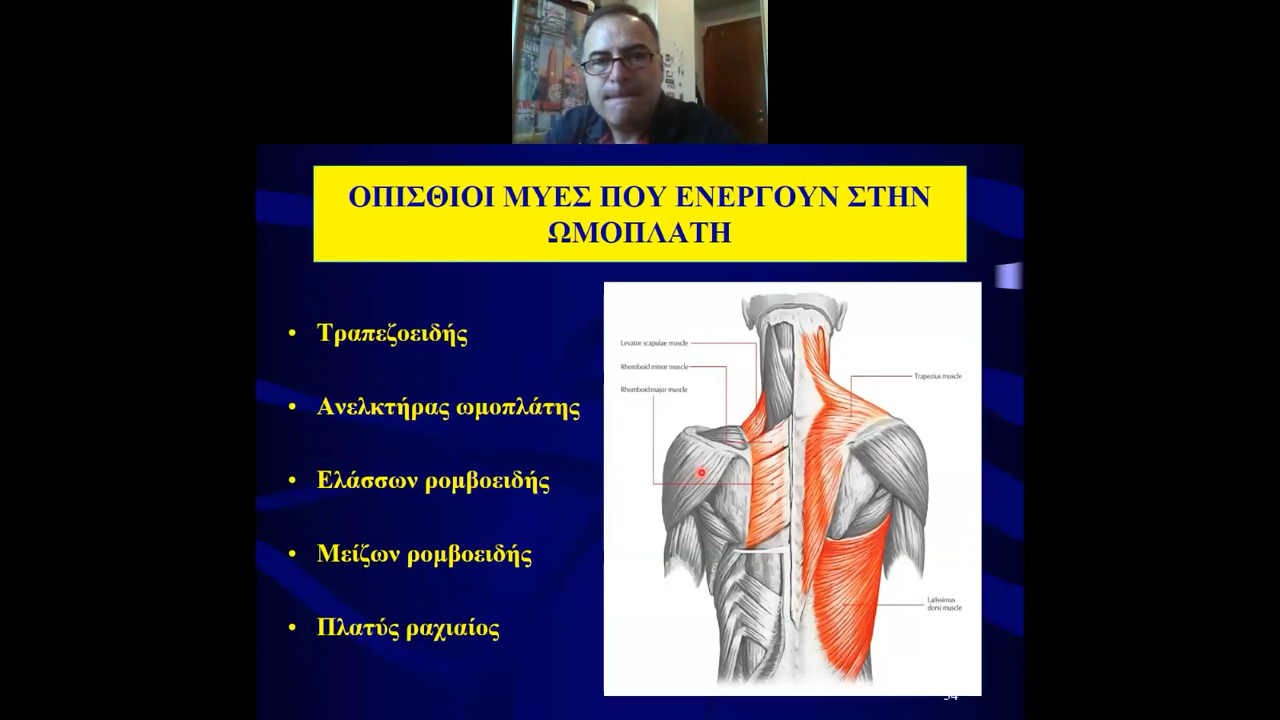 ΟΠΙΣΘΙΟΙ ΜΥΕΣ ΠΟΥ ΕΝΕΡΓΟΥΝ ΣΤΗΝ
ΩΜΟΠΛΑΤΗ
• Τραπεζοειδής
• Ανελκτήρας ωμοπλάτης
• Ελάσσων ρομβοειδής
• Μείζων ρομβοειδής
• Πλατύς ραχιαίος
Levator scapulae muscle
Rhomboid minor muscle
Rhomboid major muscle
Trapezius muscle
Latissimus
dorsi muscle